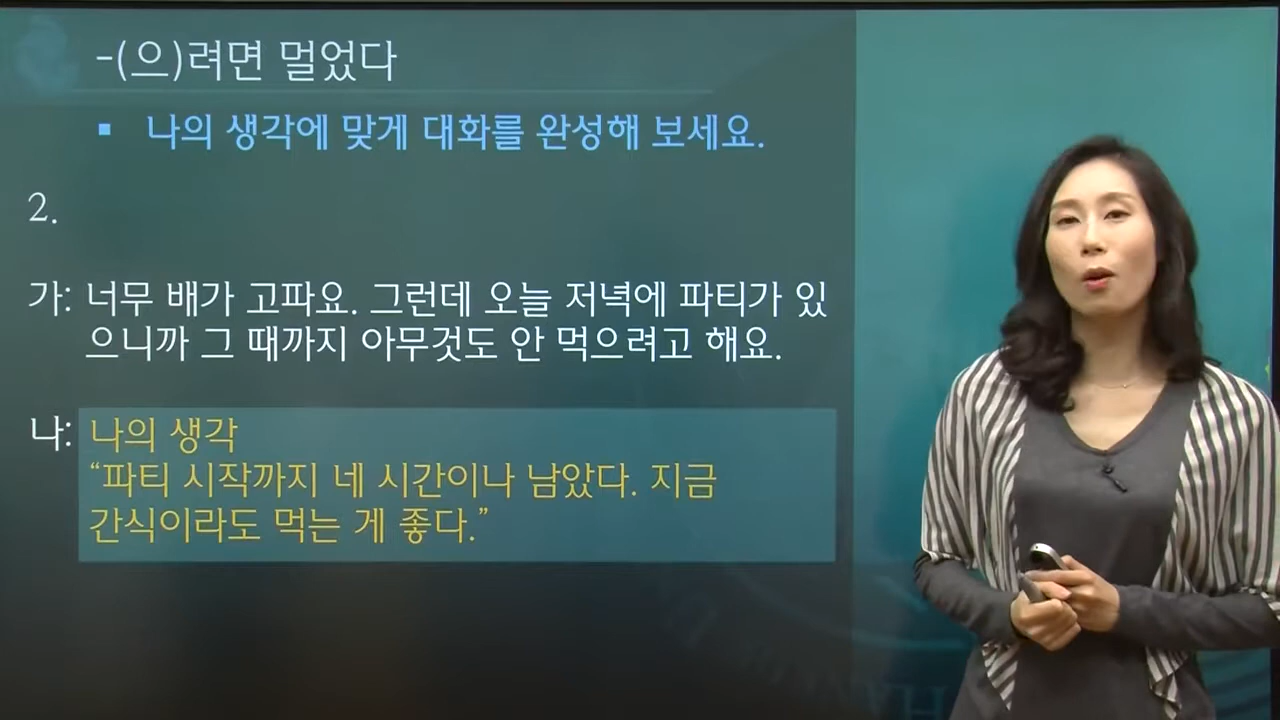 -(으)려면 멀었다
▪ 나의 생각에 맞게 대화를 완성해 보세요.
2.
가: 너무 배가 고파요. 그런데 오늘 저녁에 파티가 있
으니까 그 때까지 아무것도 안 먹으려고 해요.
나: 나의 생각
“파티 시작까지 네 시간이나 남았다. 지금
간식이라도 먹는 게 좋다.”